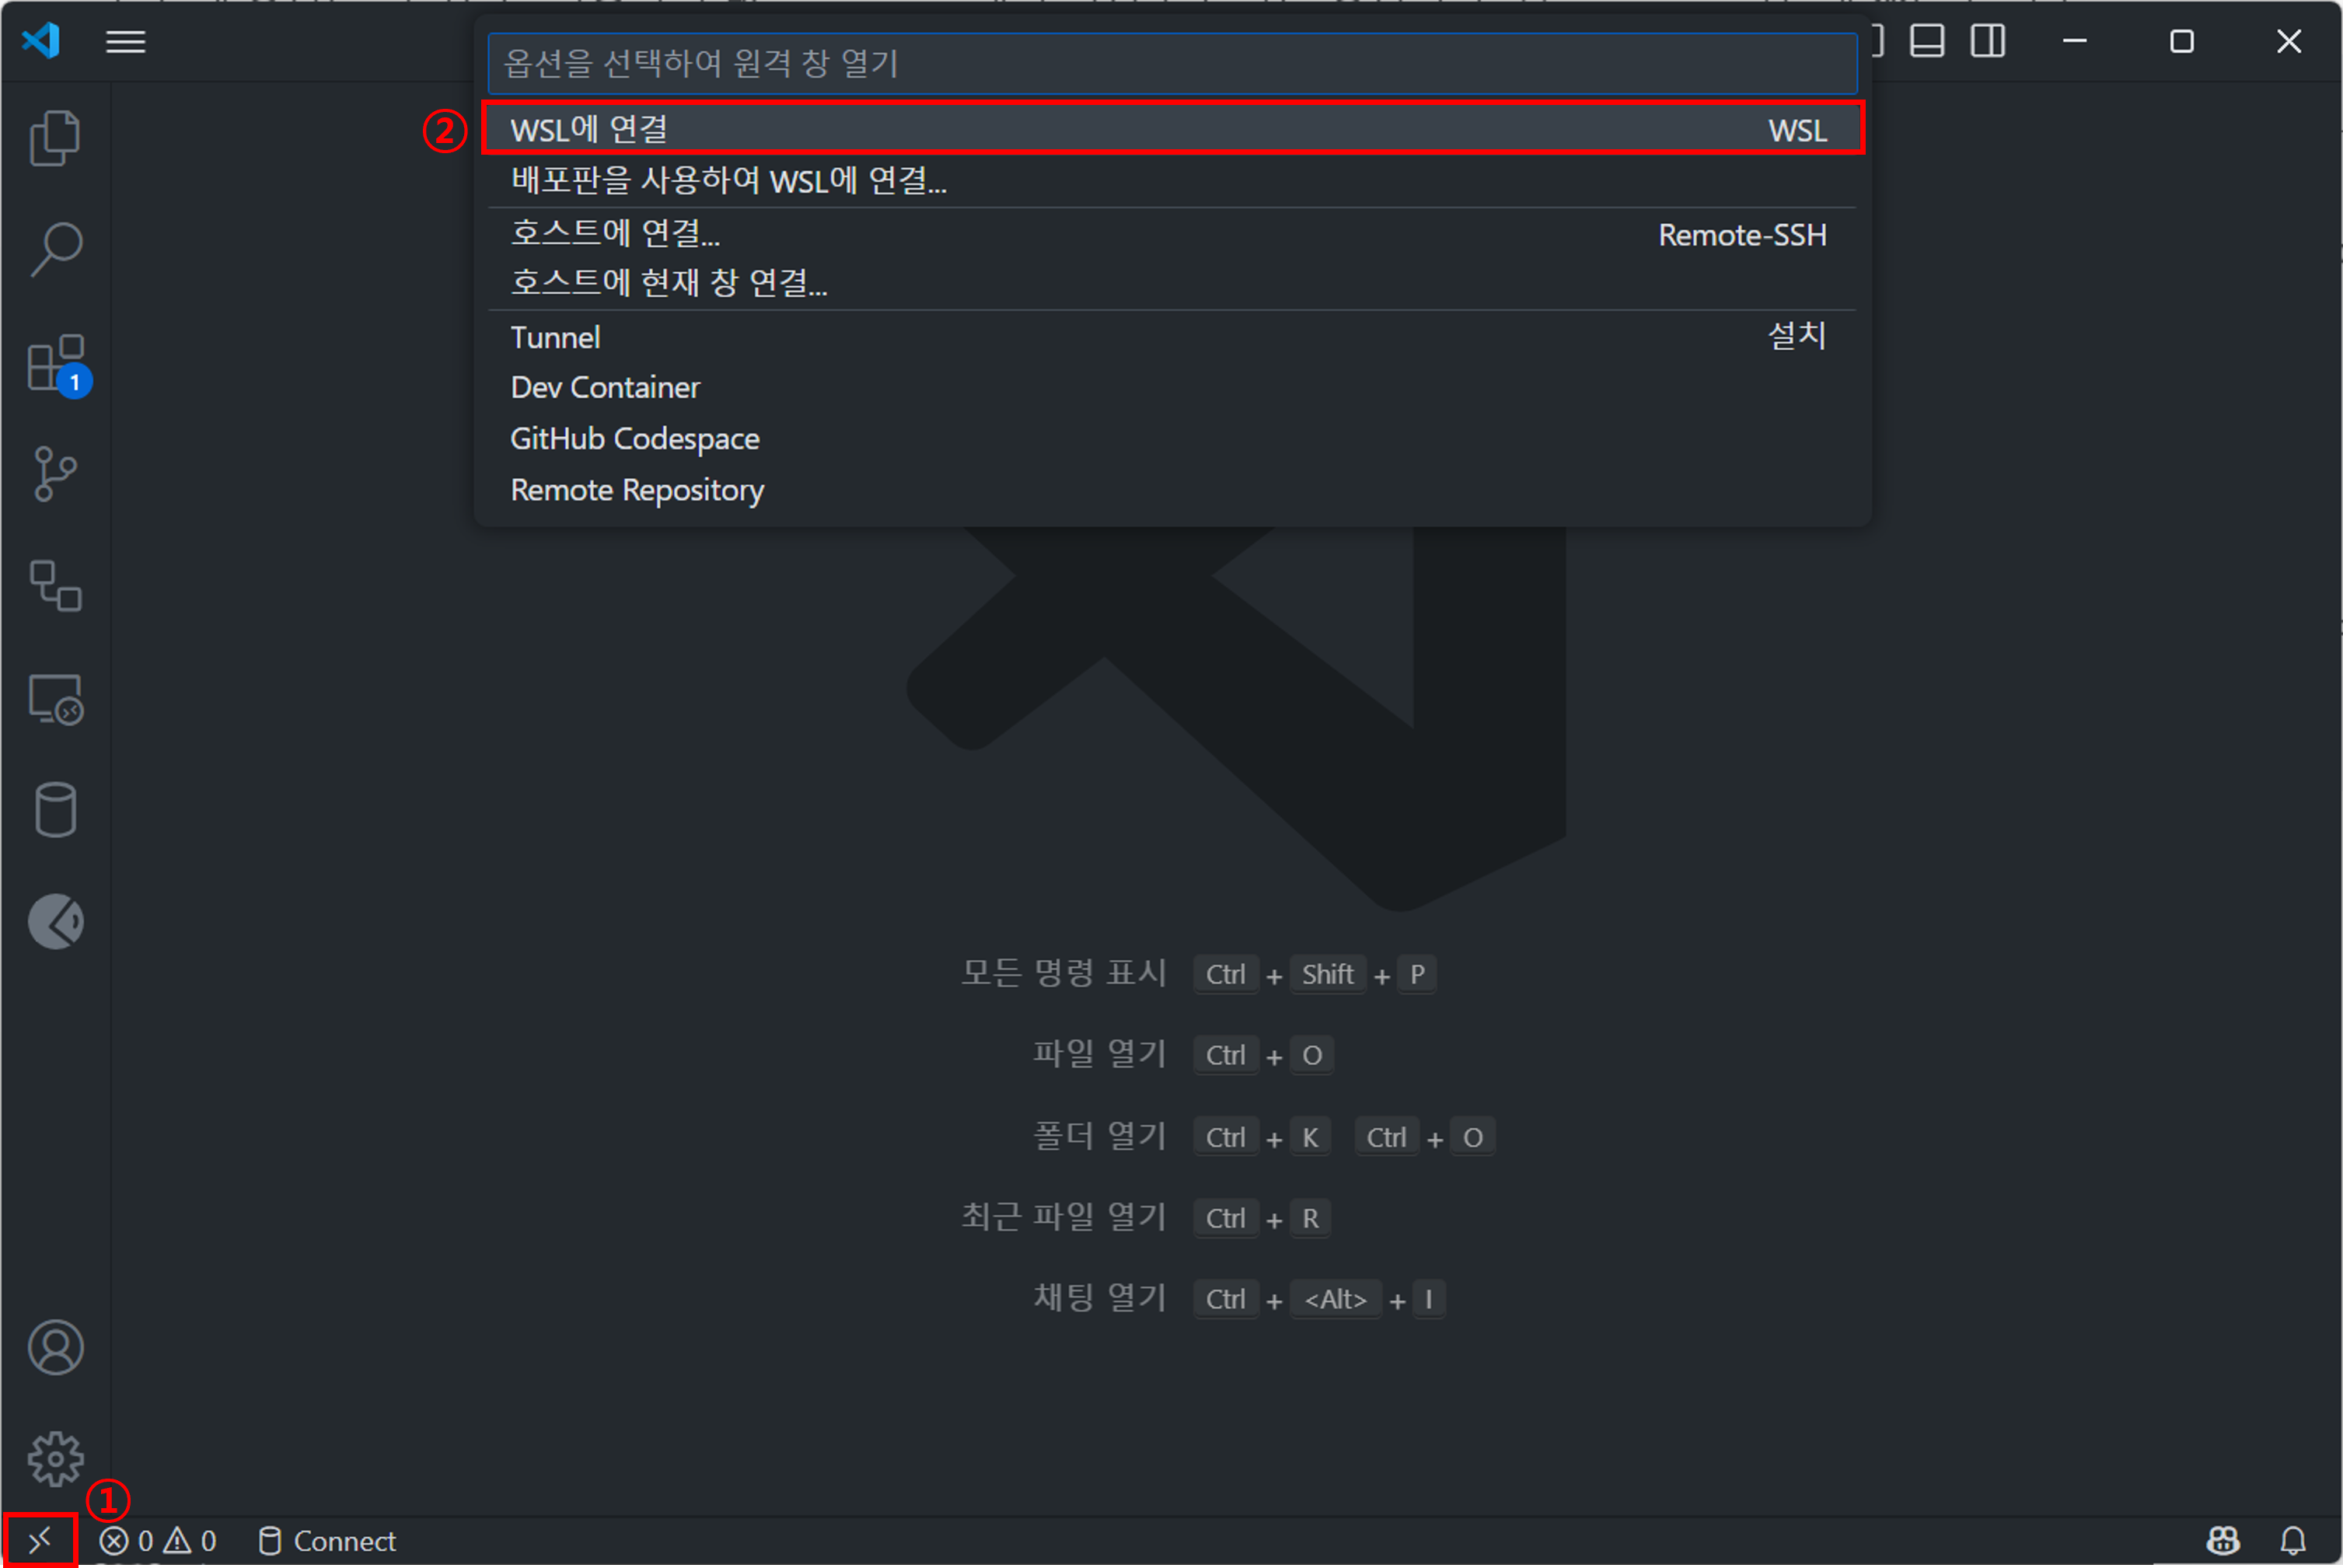 옵션을 선택하여 원격 창 열기
② WSL에 연결 WSL
배포판을 사용하여 WSL에 연결...
호스트에 연결... Remote-SSH
호스트에 현재 창 연결...
Tunnel 설치
Dev Container
GitHub Codespace
Remote Repository
1
모든 명령 표시 Ctrl + Shift + P
파일 열기 Ctrl + O
폴더 열기 Ctrl + K Ctrl + O
최근 파일 열기 Ctrl + R
채팅 열기 Ctrl + <Alt> + I
①
0 0 Connect